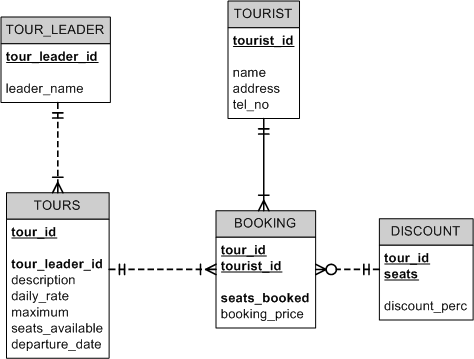 TOUR_LEADER
tour_leader_id
leader_name
TOURIST
tourist_id
name
address
tel_no
TOURS
tour_id
tour_leader_id
description
daily_rate
maximum
seats_available
departure_date
BOOKING
tour_id
tourist_id
seats_booked
booking_price
DISCOUNT
tour_id
seats
discount_perc